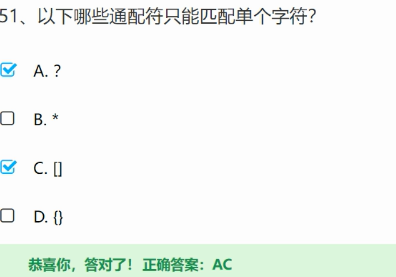 51、以下哪些通配符只能匹配单个字符?
A. ?
B. *
C. []
D. {}
恭喜你，答对了！正确答案：AC